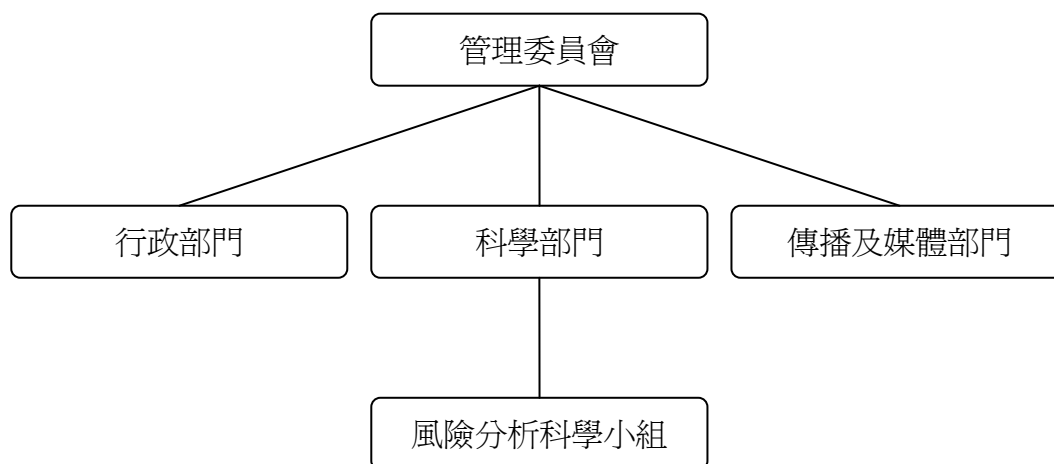 管理委員會
行政部門
科學部門
傳播及媒體部門
風險分析科學小組